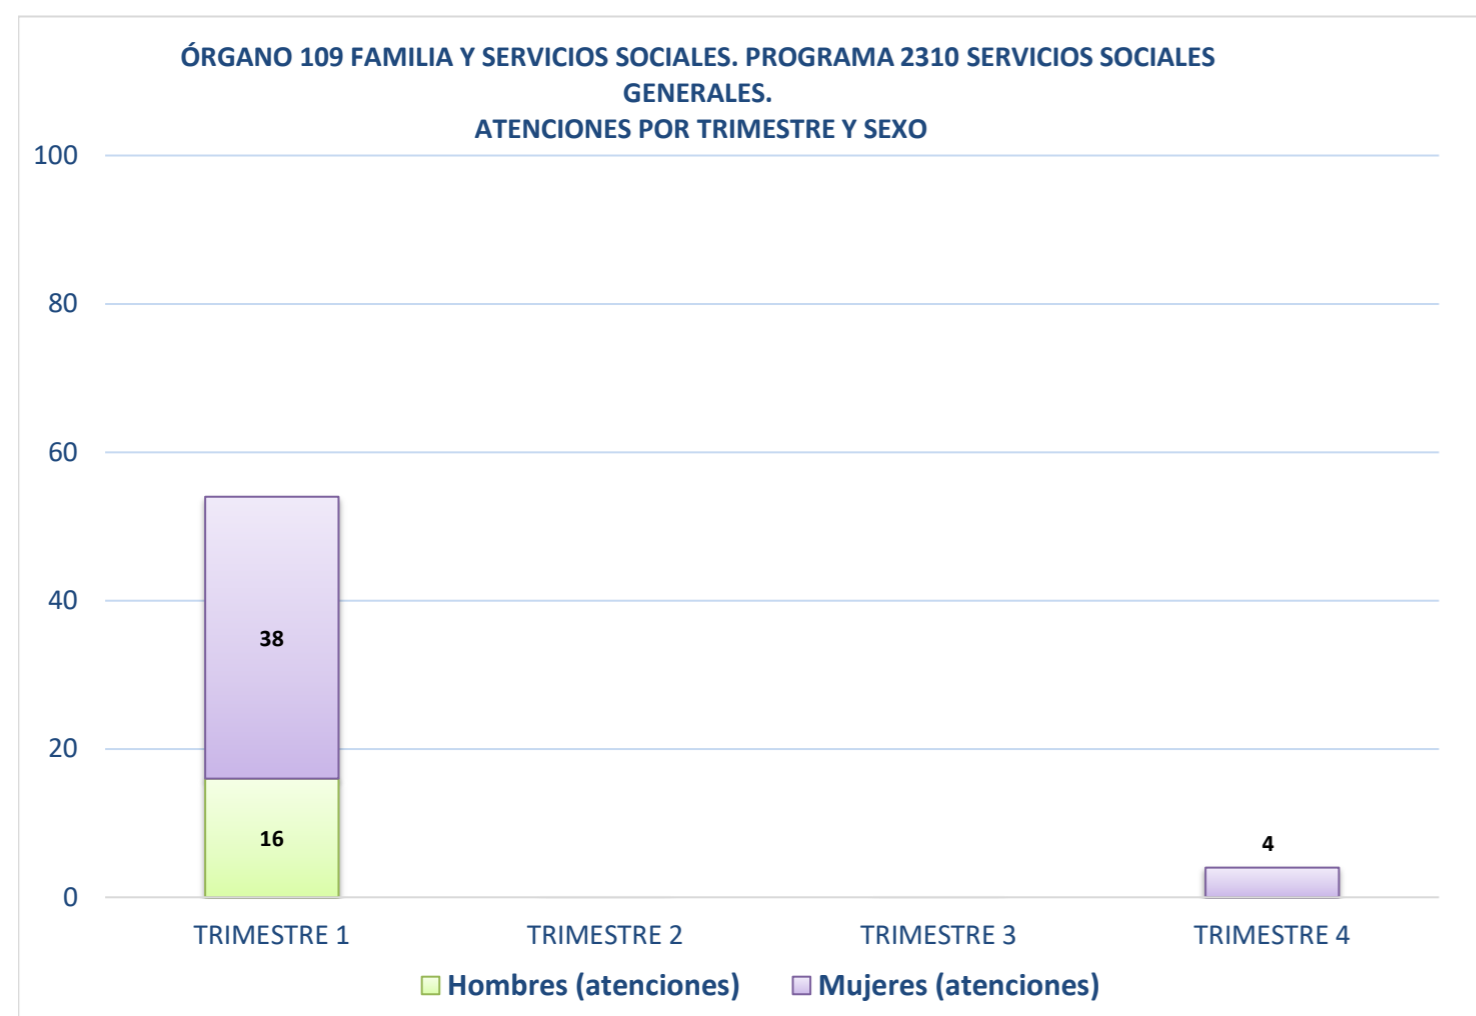 ÓRGANO 109 FAMILIA Y SERVICIOS SOCIALES. PROGRAMA 2310 SERVICIOS SOCIALES
GENERALES.
ATENCIONES POR TRIMESTRE Y SEXO
100
80
60
40
20
0
38
16
4
TRIMESTRE 1
TRIMESTRE 2
TRIMESTRE 3
TRIMESTRE 4
Hombres (atenciones)
Mujeres (atenciones)